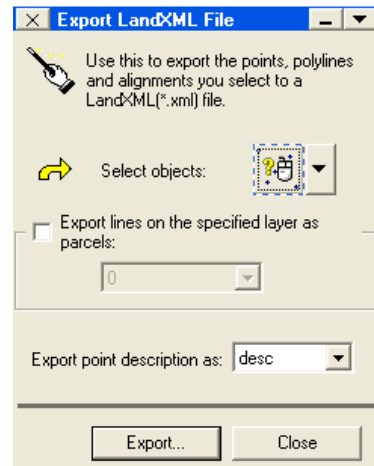 Export LandXML File
Use this to export the points, polylines
and alignments you select to a
LandXML(*.xml) file.
Select objects:
Export lines on the specified layer as
parcels:
0
Export point description as: desc
Export... Close